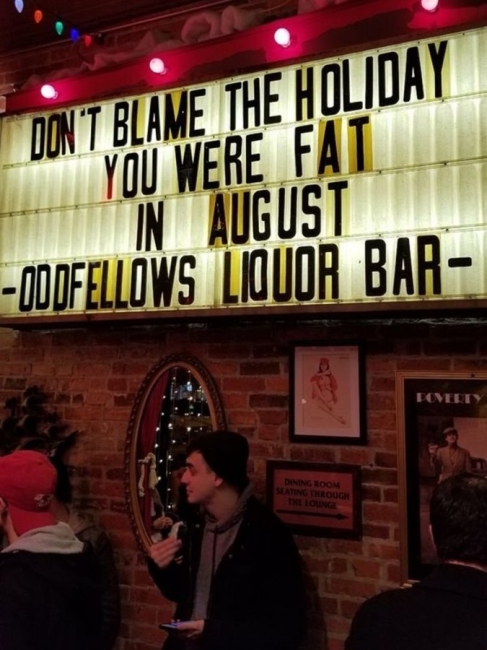 DON'T BLAME THE HOLIDAY
YOU WERE FAT
IN AUGUST
-ODDFELLOWS LIQUOR BAR-
DINING ROOM
SEATING THROUGH
THE LOUNGE
POVERTY